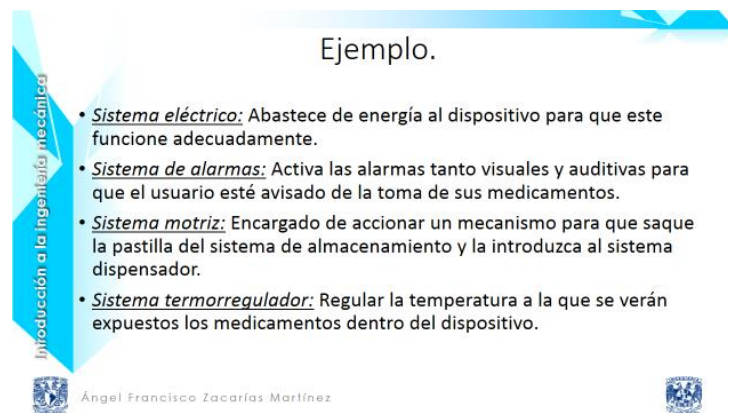 Ejemplo.
• Sistema eléctrico: Abastece de energía al dispositivo para que este
funcione adecuadamente.
• Sistema de alarmas: Activa las alarmas tanto visuales y auditivas para
que el usuario esté avisado de la toma de sus medicamentos.
• Sistema motriz: Encargado de accionar un mecanismo para que saque
la pastilla del sistema de almacenamiento y la introduzca al sistema
dispensador.
• Sistema termorregulador: Regular la temperatura a la que se verán
expuestos los medicamentos dentro del dispositivo.
Introducción a la ingeniería mecánica
Ángel Francisco Zacarías Martínez